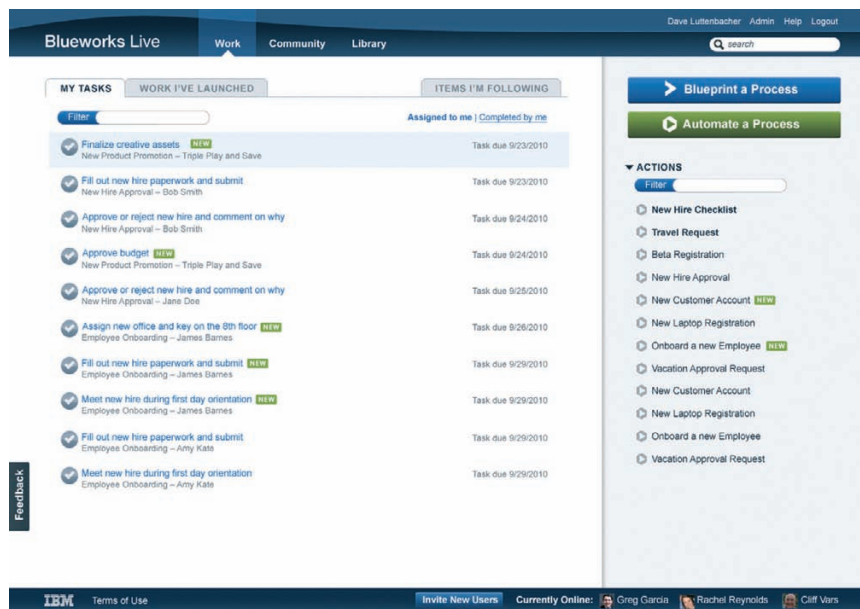 Dave Luttenbacher Admin Help Logout
Blueworks Live Work Community Library
search
MY TASKS WORK I'VE LAUNCHED ITEMS I'M FOLLOWING
Filter
Assigned to me | Completed by me
Finalize creative assets NEW
New Product Promotion – Triple Play and Save
Task due 9/23/2010
Fill out new hire paperwork and submit
New Hire Approval – Bob Smith
Task due 9/23/2010
Approve or reject new hire and comment on why
New Hire Approval – Bob Smith
Task due 9/24/2010
Approve budget NEW
New Product Promotion – Triple Play and Save
Task due 9/24/2010
Approve or reject new hire and comment on why
New Hire Approval – Jane Doe
Task due 9/25/2010
Assign new office and key on the 8th floor NEW
Employee Onboarding – James Barnes
Task due 9/26/2010
Fill out new hire paperwork and submit NEW
Employee Onboarding – James Barnes
Task due 9/29/2010
Meet new hire during first day orientation NEW
Employee Onboarding – James Barnes
Task due 9/29/2010
Fill out new hire paperwork and submit
Employee Onboarding – Amy Kate
Task due 9/29/2010
Meet new hire during first day orientation
Employee Onboarding – Amy Kate
Task due 9/29/2010
Blueprint a Process
Automate a Process
ACTIONS
Filter
New Hire Checklist
Travel Request
Beta Registration
New Hire Approval
New Customer Account NEW
New Laptop Registration
Onboard a new Employee NEW
Vacation Approval Request
New Customer Account
New Laptop Registration
Onboard a new Employee
Vacation Approval Request
Feedback
IBM Terms of Use Invite New Users Currently Online: Greg Garcia Rachel Reynolds Cliff Vars